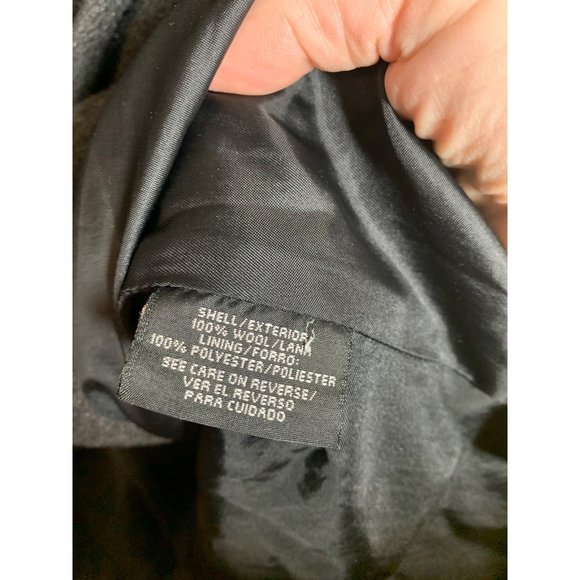 SHELL/EXTERIOR/
100% WOOL/LANA
LINING/FORRO:
100% POLYESTER/POLIESTER
SEE CARE ON REVERSE/
VER EL REVERSO
PARA CUIDADO